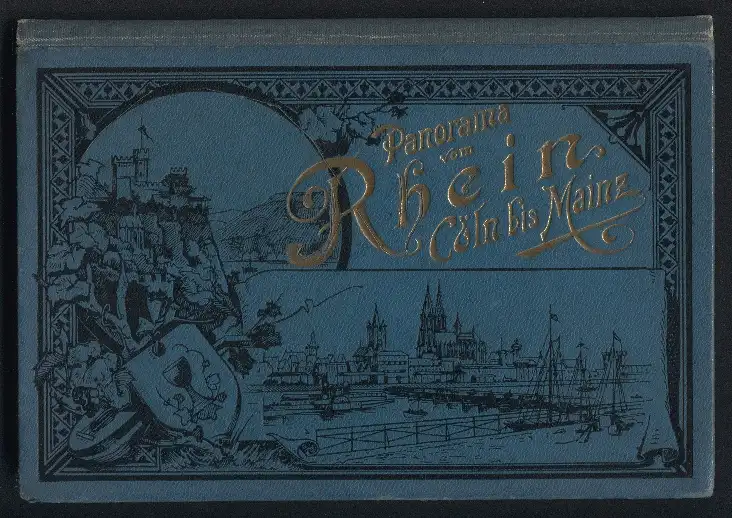 Panorama
vom
Rhein
Cöln bis Mainz